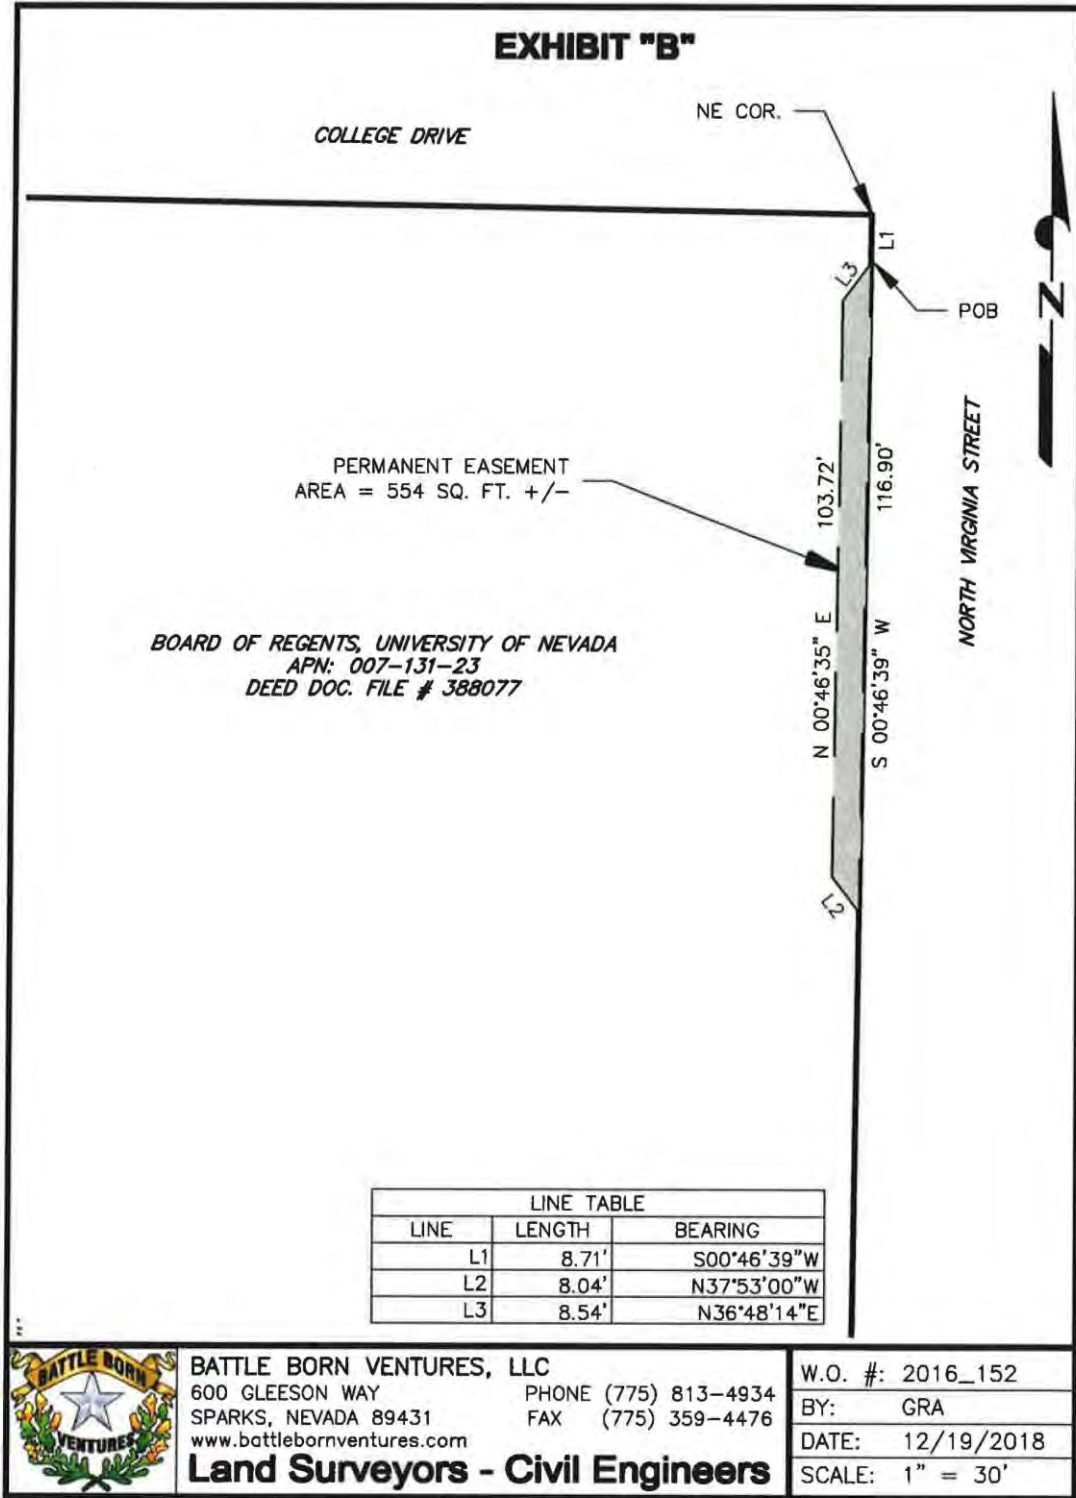 EXHIBIT "B"
COLLEGE DRIVE
NE COR.
L1
L3
POB
NORTH VIRGINIA STREET
103.72'
116.90'
PERMANENT EASEMENT
AREA = 554 SQ. FT. +/-
N 00°46'35" E
S 00°46'39" W
BOARD OF REGENTS, UNIVERSITY OF NEVADA
APN: 007-131-23
DEED DOC. FILE # 388077
L2
LINE TABLE
LINE LENGTH BEARING
L1 8.71' S00°46'39"W
L2 8.04' N37°53'00"W
L3 8.54' N36°48'14"E
BATTLE BORN
VENTURES
BATTLE BORN VENTURES, LLC
600 GLEESON WAY PHONE (775) 813-4934
SPARKS, NEVADA 89431 FAX (775) 359-4476
www.battlebornventures.com
Land Surveyors - Civil Engineers
W.O. #: 2016_152
BY: GRA
DATE: 12/19/2018
SCALE: 1" = 30'
N